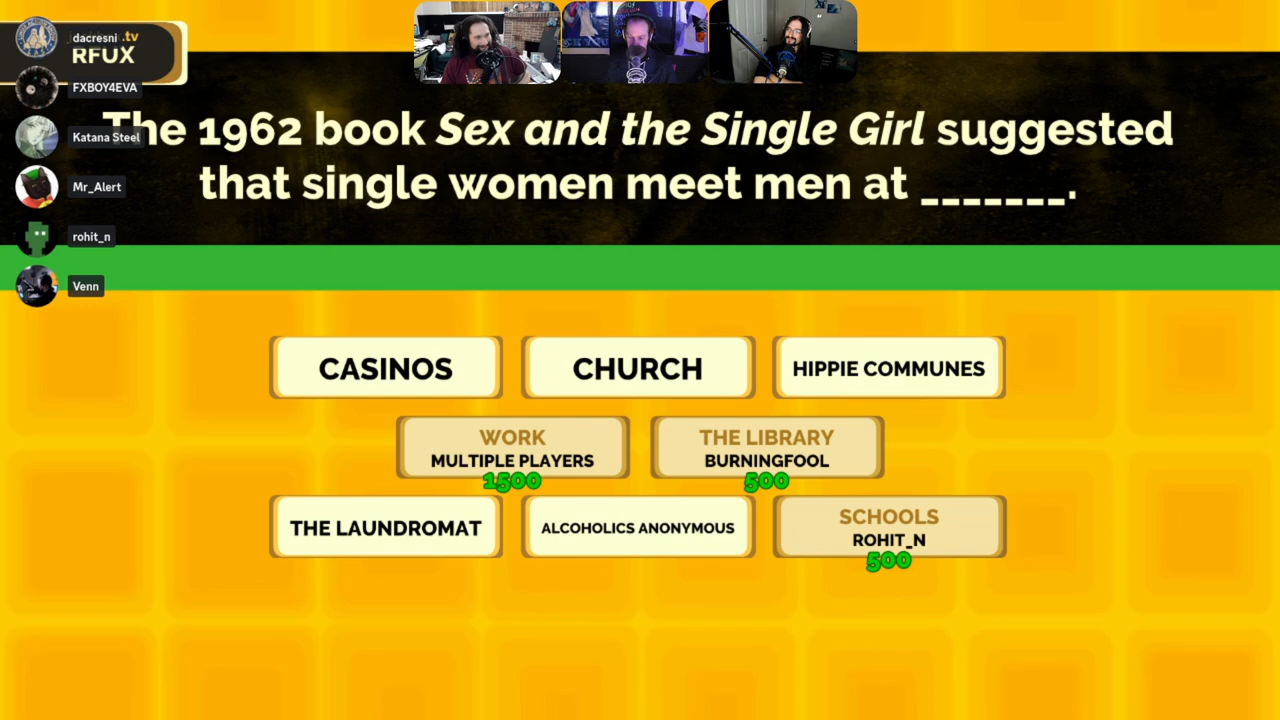 dacresni .tv
RFUX
FXBOY4EVA
Katana Steel
Mr_Alert
rohit_n
Venn
The 1962 book Sex and the Single Girl suggested
that single women meet men at _______.
CASINOS
CHURCH
HIPPIE COMMUNES
WORK
MULTIPLE PLAYERS
1500
THE LIBRARY
BURNINGFOOL
500
THE LAUNDROMAT
ALCOHOLICS ANONYMOUS
SCHOOLS
ROHIT_N
500